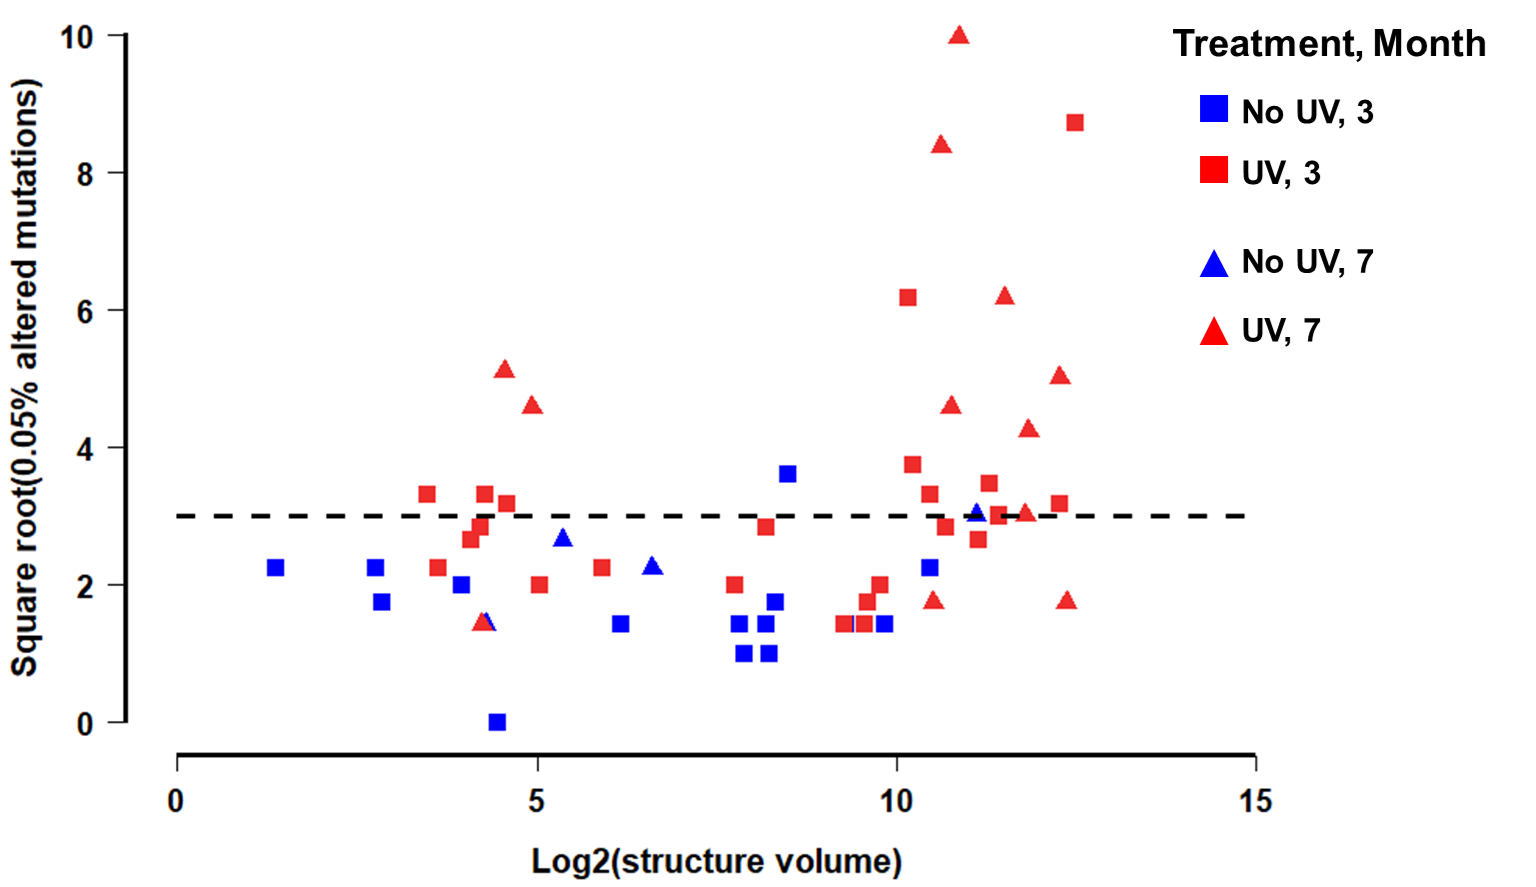 Treatment, Month
No UV, 3
UV, 3
No UV, 7
UV, 7
Square root(0.05% altered mutations)
10
8
6
4
2
0
0 5 10 15
Log2(structure volume)